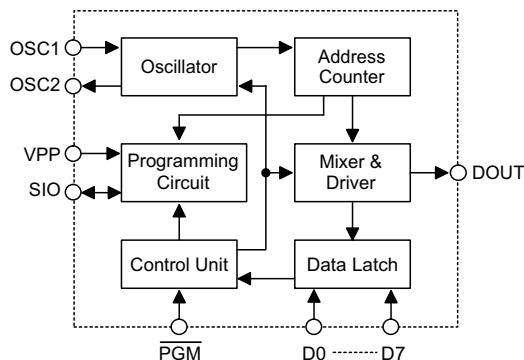 OSC1
OSC2
Oscillator
Address
Counter
VPP
SIO
Programming
Circuit
Mixer &
Driver
DOUT
Control Unit
Data Latch
PGM
D0
D7